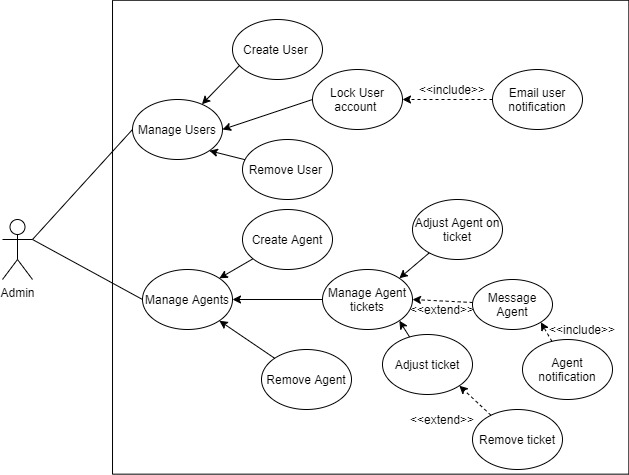 Create User
Lock User
account
<<include>>
Email user
notification
Manage Users
Remove User
Admin
Create Agent
Adjust Agent on
ticket
Manage Agents
Manage Agent
tickets
<<extend>>
Message
Agent
<<include>>
Agent
notification
Remove Agent
Adjust ticket
<<extend>>
Remove ticket